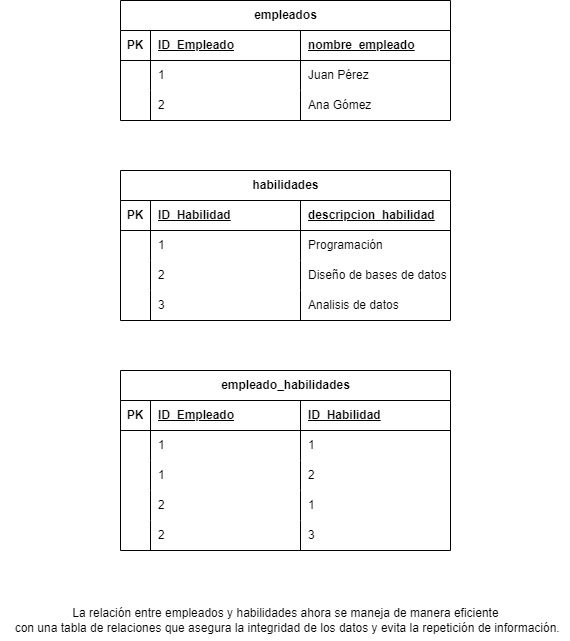 empleados
PK ID_Empleado nombre_empleado
1 Juan Pérez
2 Ana Gómez
habilidades
PK ID_Habilidad descripcion_habilidad
1 Programación
2 Diseño de bases de datos
3 Analisis de datos
empleado_habilidades
PK ID_Empleado ID_Habilidad
1 1
1 2
2 1
2 3
La relación entre empleados y habilidades ahora se maneja de manera eficiente
con una tabla de relaciones que asegura la integridad de los datos y evita la repetición de información.